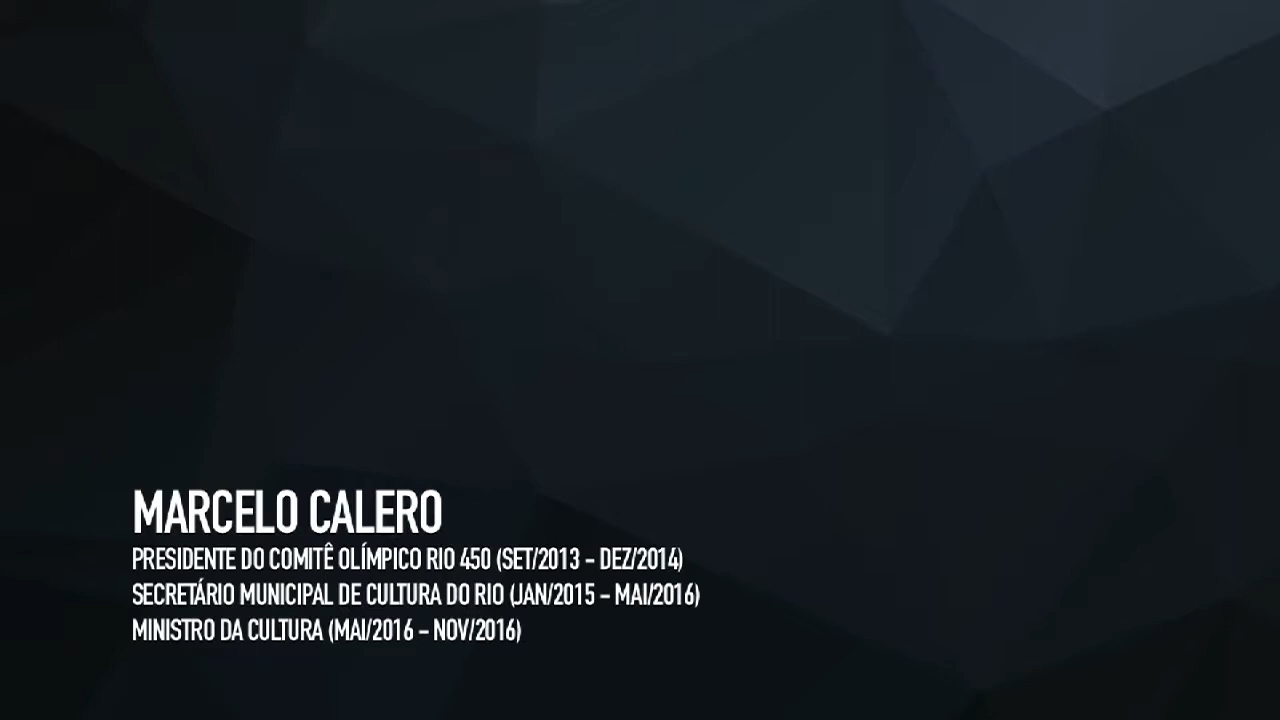 MARCELO CALERO
PRESIDENTE DO COMITÊ OLÍMPICO RIO 450 (SET/2013 – DEZ/2014)
SECRETÁRIO MUNICIPAL DE CULTURA DO RIO (JAN/2015 – MAI/2016)
MINISTRO DA CULTURA (MAI/2016 – NOV/2016)